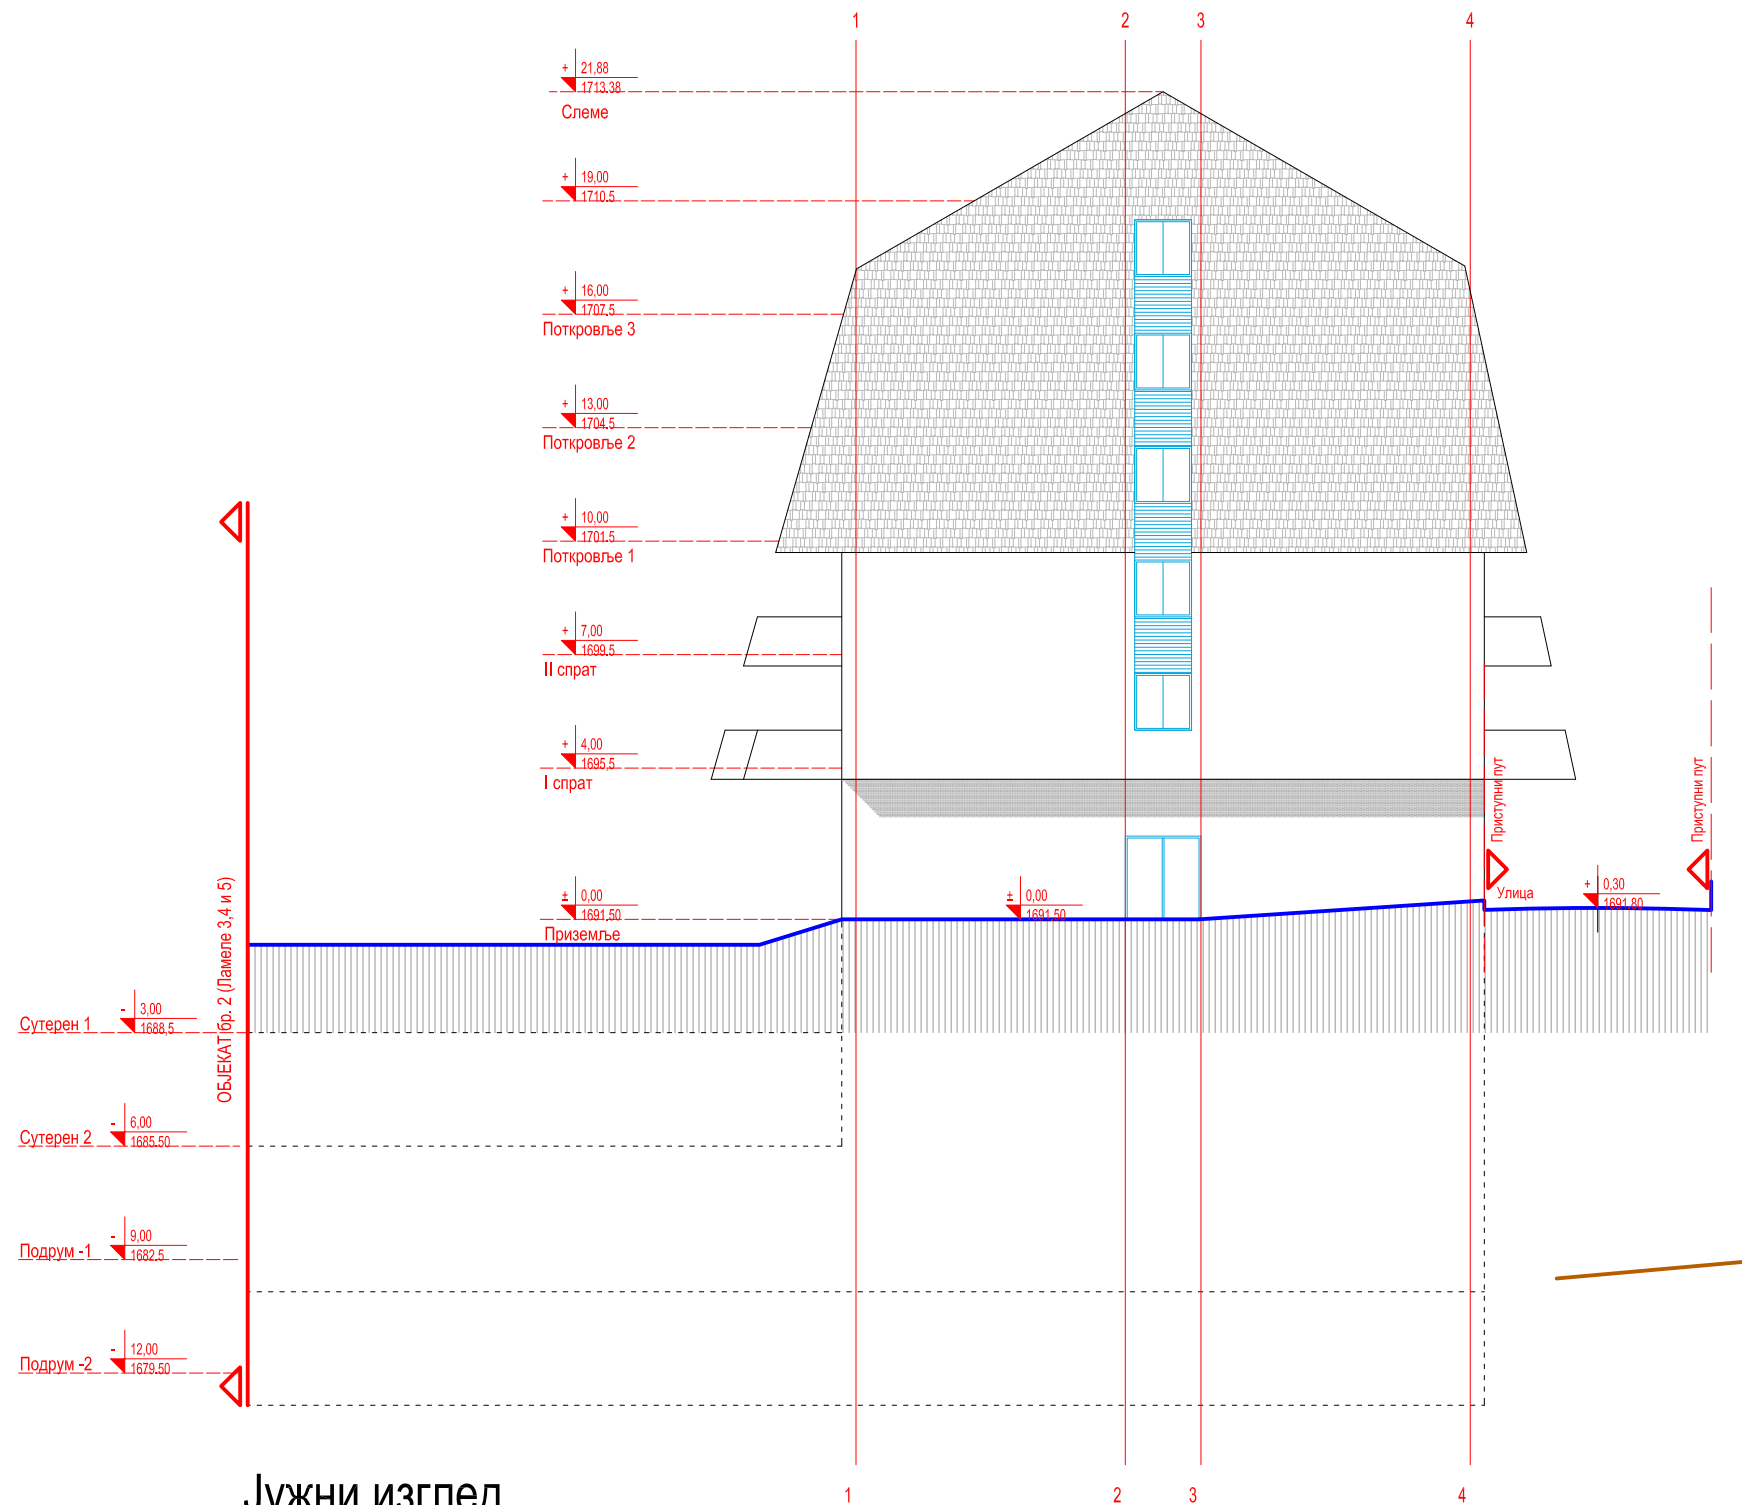 1 2 3 4
+ 21,88
1713.38
Слеме
+ 19,00
1710.5
+ 16,00
1707.5
Поткровље 3
+ 13,00
1704.5
Поткровље 2
+ 10,00
1701.5
Поткровље 1
+ 7,00
1699.5
II спрат
+ 4,00
1695,5
I спрат
Приступни пут
Приступни пут
± 0,00
1691,50
Приземље
± 0,00
1691,50
Улица
+ 0,30
1691.80
ОБЈЕКАТ бр. 2 (Ламеле 3,4 и 5)
Сутерен 1
- 3,00
1688,5
Сутерен 2
- 6,00
1685.50
Подрум -1
- 9,00
1682.5
Подрум -2
- 12,00
1679.50
Јужни изглед
1 2 3 4